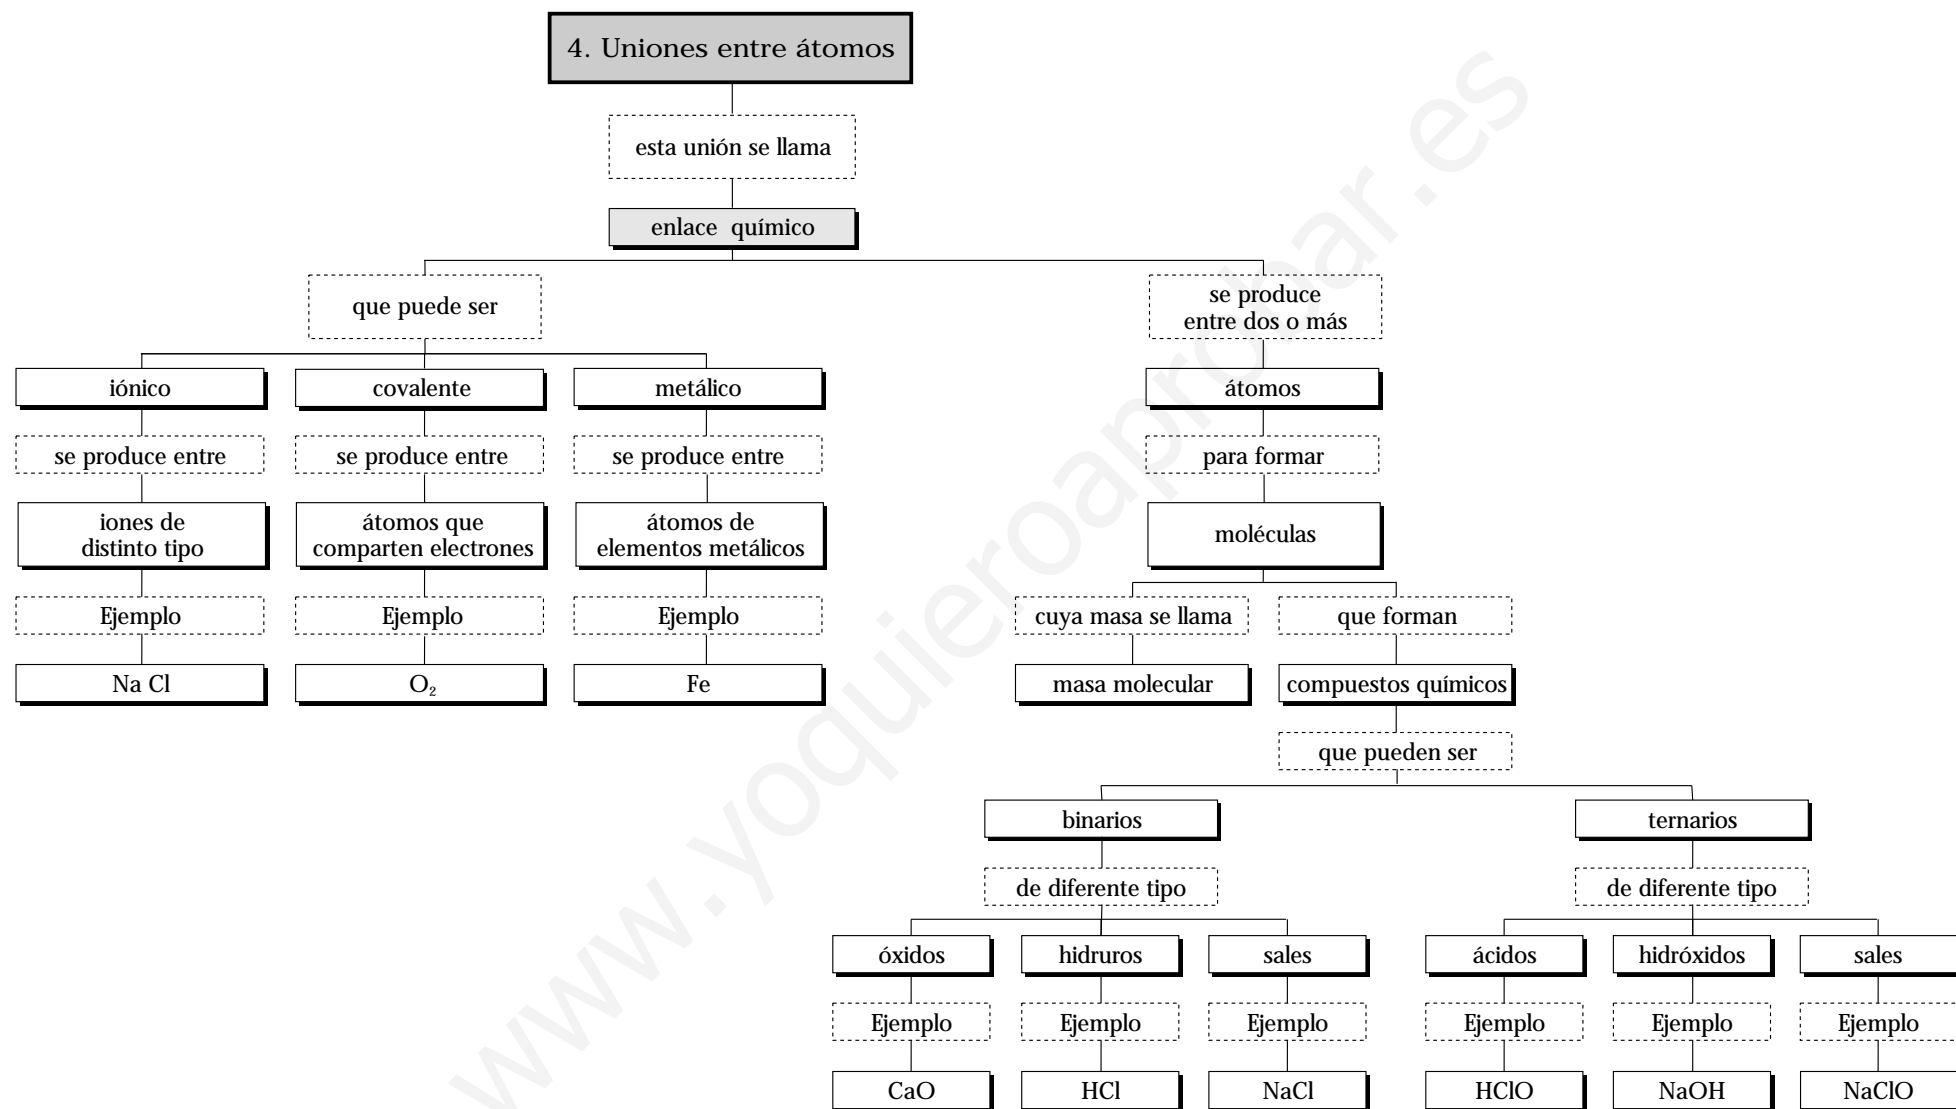 4. Uniones entre átomos
esta unión se llama
enlace químico
que puede ser
se produce
entre dos o más
iónico
covalente
metálico
átomos
se produce entre
se produce entre
se produce entre
para formar
iones de
distinto tipo
átomos que
comparten electrones
átomos de
elementos metálicos
moléculas
Ejemplo
Ejemplo
Ejemplo
cuya masa se llama
que forman
Na Cl
O₂
Fe
masa molecular
compuestos químicos
que pueden ser
binarios
ternarios
de diferente tipo
de diferente tipo
óxidos
hidruros
sales
ácidos
hidróxidos
sales
Ejemplo
Ejemplo
Ejemplo
Ejemplo
Ejemplo
Ejemplo
CaO
HCl
NaCl
HClO
NaOH
NaClO
www.yoquieroaprobar.es